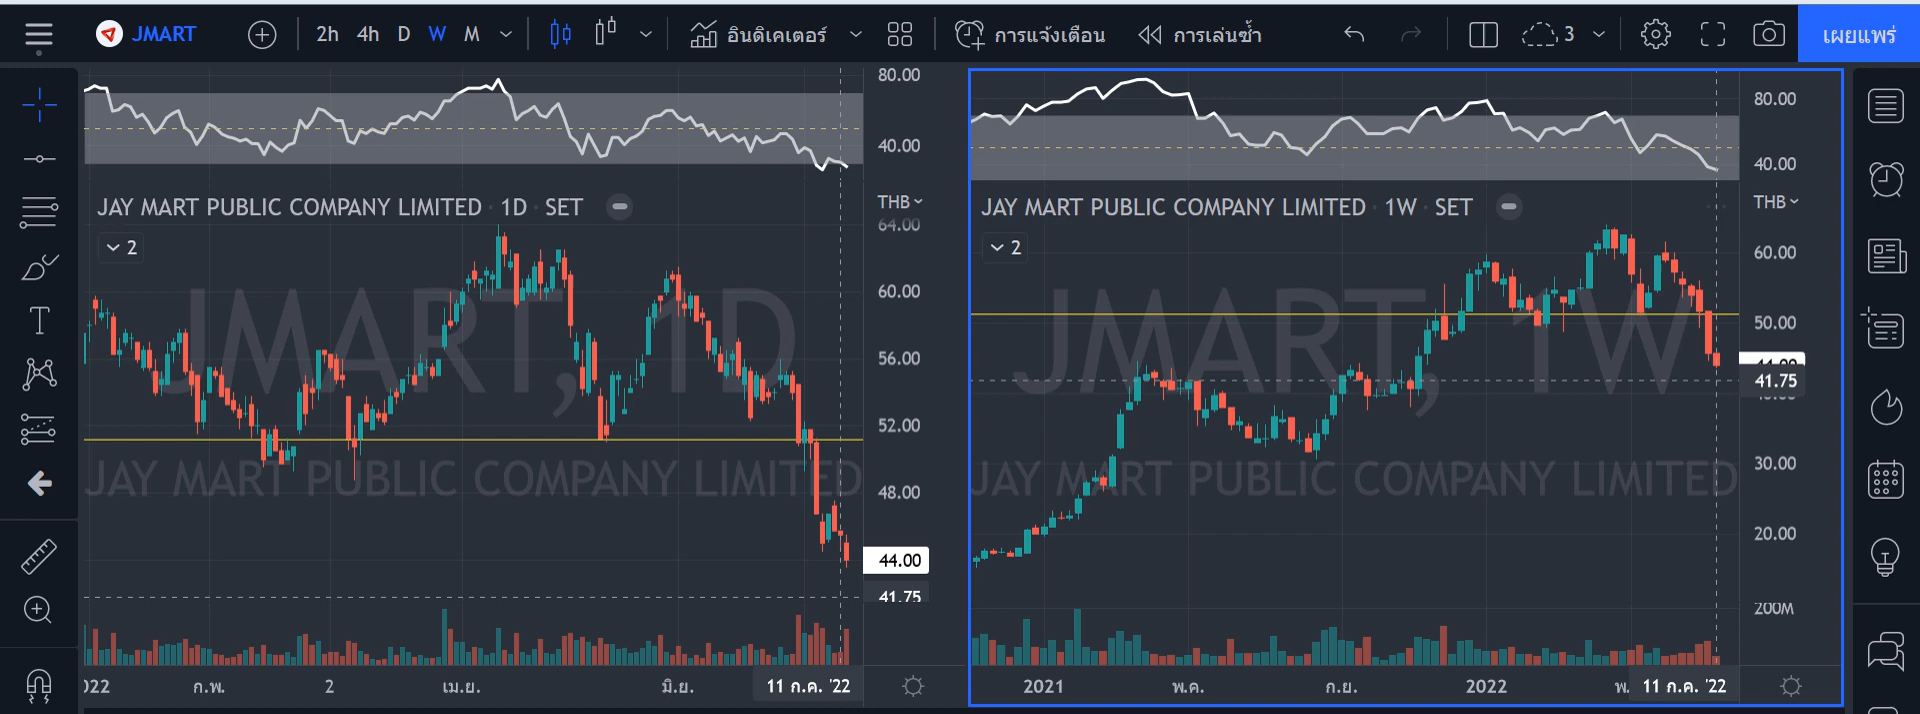 JMART 2h 4h D W M อินดิเคเตอร์ การแจ้งเตือน การเล่นซ้ำ 3 เผยแพร่
80.00
40.00
JAY MART PUBLIC COMPANY LIMITED · 1D · SET
THB
2
64.00
60.00
56.00
52.00
48.00
44.00
41.75
JMART, 1D
JAY MART PUBLIC COMPANY LIMITED
ก.พ. 2 เม.ย. มิ.ย. 11 ก.ค. '22
80.00
40.00
JAY MART PUBLIC COMPANY LIMITED · 1W · SET
THB
2
60.00
50.00
44.00
41.75
30.00
20.00
200M
JMART, 1W
JAY MART PUBLIC COMPANY LIMITED
2021 พ.ค. ก.ย. 2022 11 ก.ค. '22